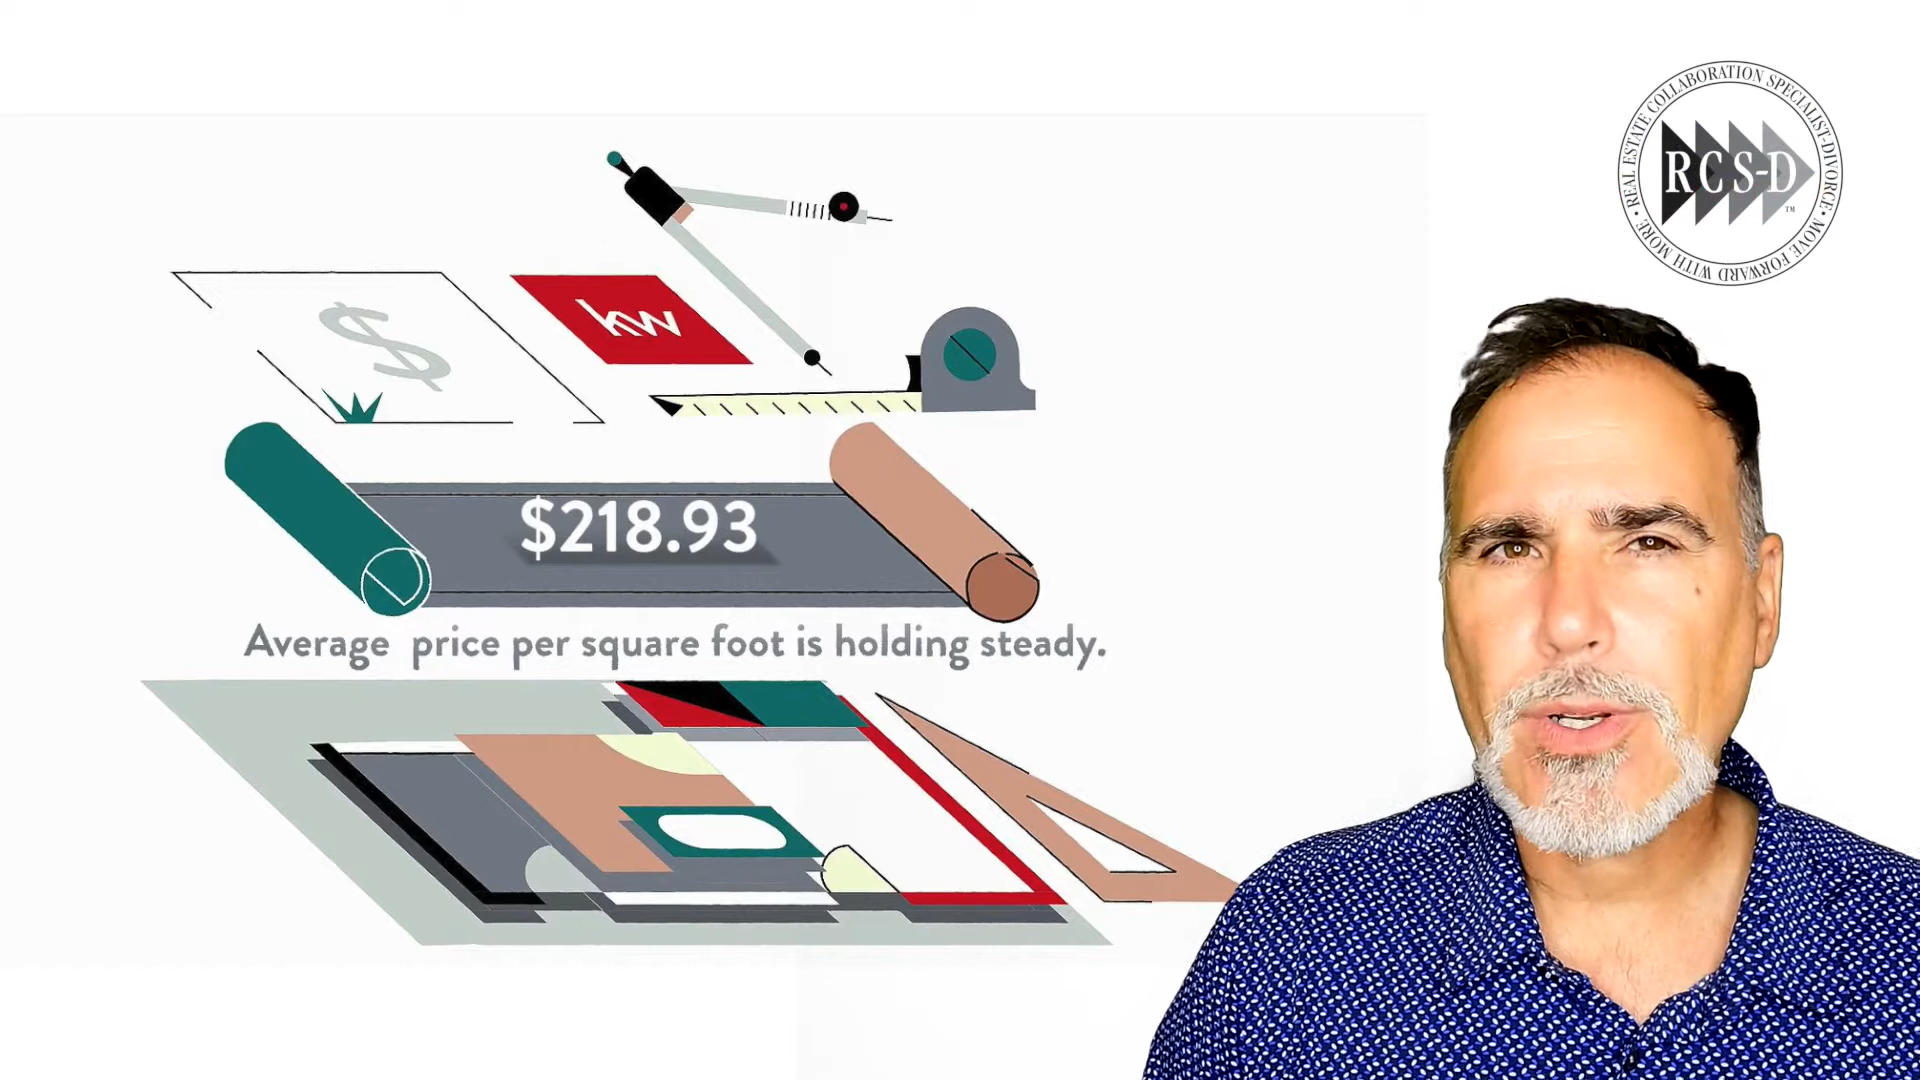 REAL ESTATE COLLABORATION SPECIALIST-DIVORCE • MOVE FORWARD WITH MORE •
RCS-D
TM
$
kw
$218.93
Average price per square foot is holding steady.